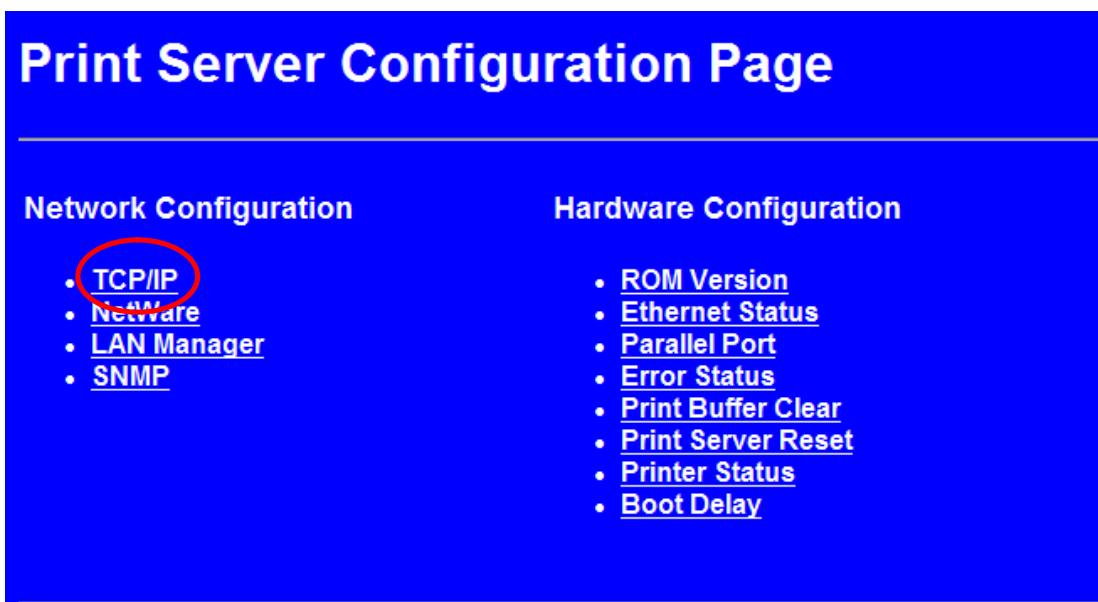 Print Server Configuration Page
Network Configuration
TCP/IP
NetWare
LAN Manager
SNMP
Hardware Configuration
ROM Version
Ethernet Status
Parallel Port
Error Status
Print Buffer Clear
Print Server Reset
Printer Status
Boot Delay